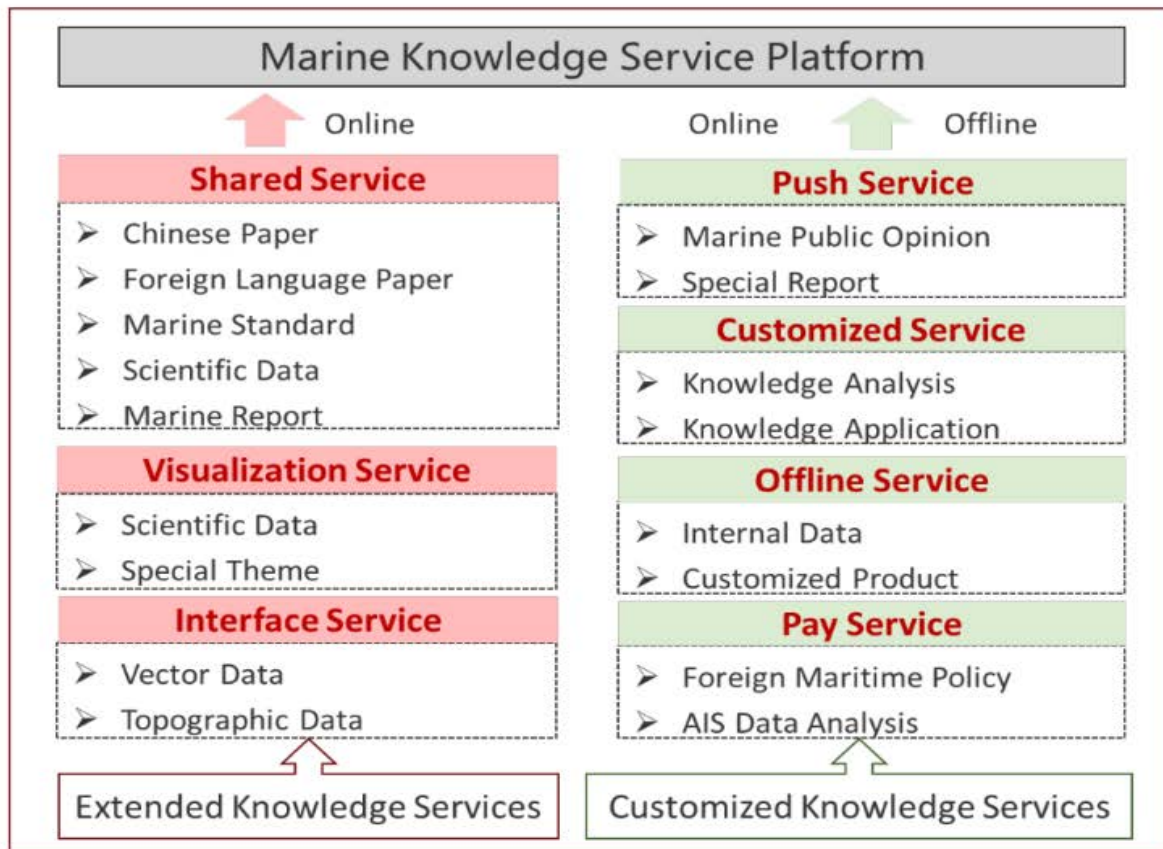 Marine Knowledge Service Platform
Online
Shared Service
Chinese Paper
Foreign Language Paper
Marine Standard
Scientific Data
Marine Report
Visualization Service
Scientific Data
Special Theme
Interface Service
Vector Data
Topographic Data
Extended Knowledge Services
Online Offline
Push Service
Marine Public Opinion
Special Report
Customized Service
Knowledge Analysis
Knowledge Application
Offline Service
Internal Data
Customized Product
Pay Service
Foreign Maritime Policy
AIS Data Analysis
Customized Knowledge Services